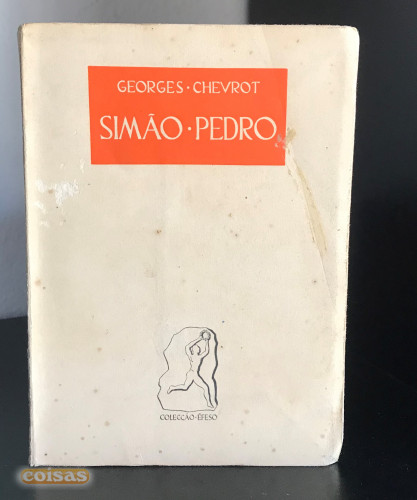 GEORGES · CHEVROT
SIMÃO · PEDRO
COLECÇÃO · ÉFESO
coisas